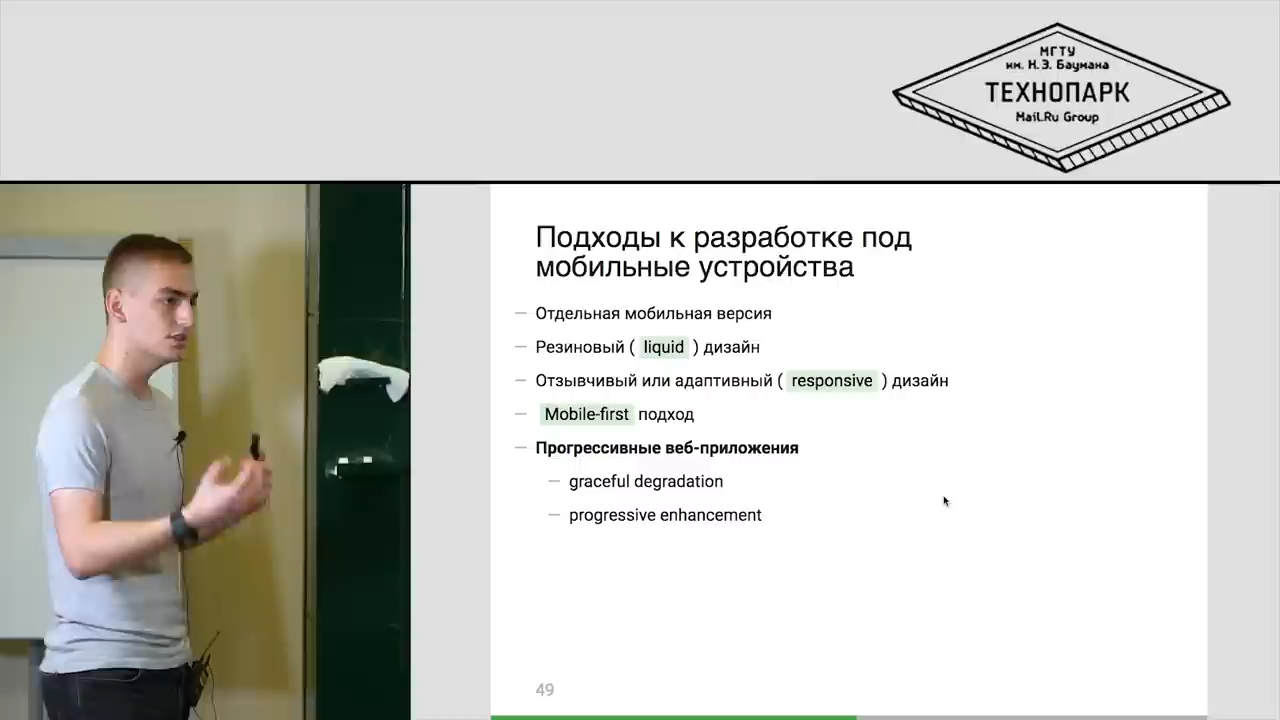 МГТУ
им. Н.Э. Баумана
ТЕХНОПАРК
Mail.Ru Group
Подходы к разработке под
мобильные устройства
— Отдельная мобильная версия
— Резиновый ( liquid ) дизайн
— Отзывчивый или адаптивный ( responsive ) дизайн
— Mobile-first подход
— Прогрессивные веб-приложения
— graceful degradation
— progressive enhancement
49